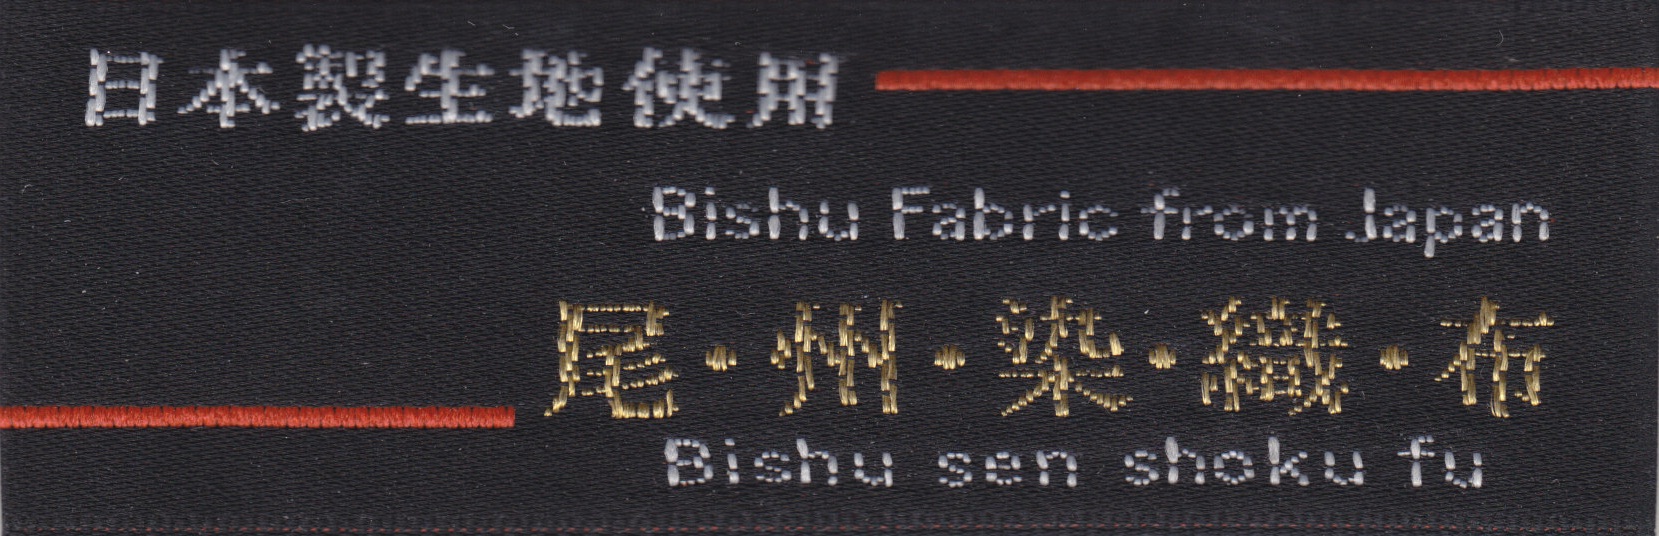 日本製生地使用
Bishu Fabric from Japan
尾・州・染・織・布
Bishu sen shoku fu